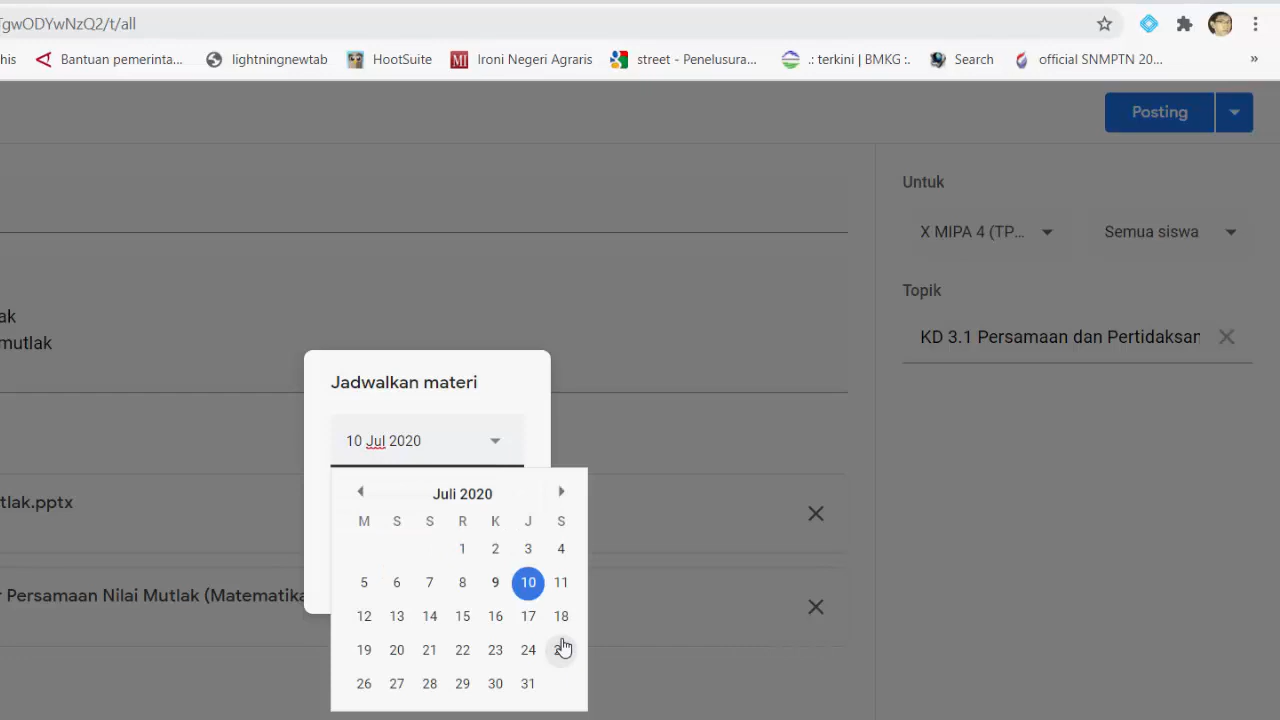 TgwODYwNzQ2/t/all
his
Bantuan pemerinta...
lightningnewtab
HootSuite
MI
Ironi Negeri Agraris
street - Penelusura...
.: terkini | BMKG :.
Search
official SNMPTN 20...
»
Posting
Untuk
X MIPA 4 (TP...
Semua siswa
Topik
KD 3.1 Persamaan dan Pertidaksan
ak
mutlak
Jadwalkan materi
10 Jul 2020
tlak.pptx
r Persamaan Nilai Mutlak (Matematika
Juli 2020
M S S R K J S
1 2 3 4
5 6 7 8 9 10 11
12 13 14 15 16 17 18
19 20 21 22 23 24
26 27 28 29 30 31